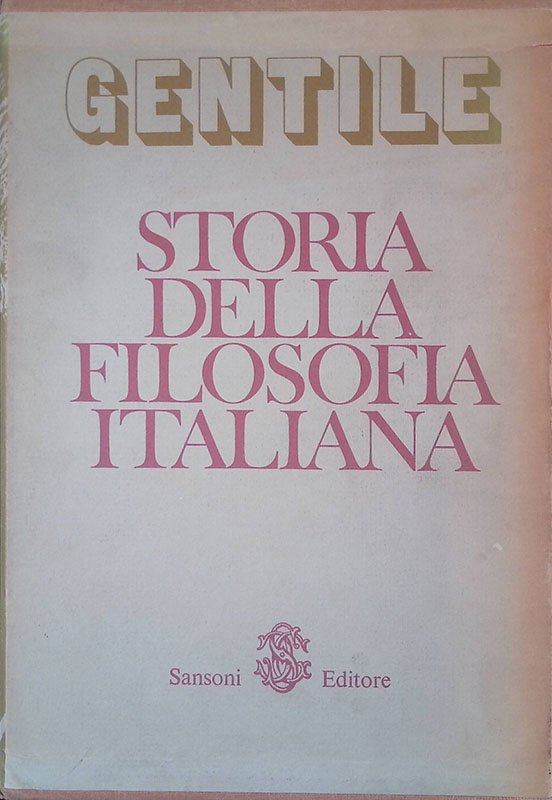 GENTILE
STORIA
DELLA
FILOSOFIA
ITALIANA
Sansoni Editore